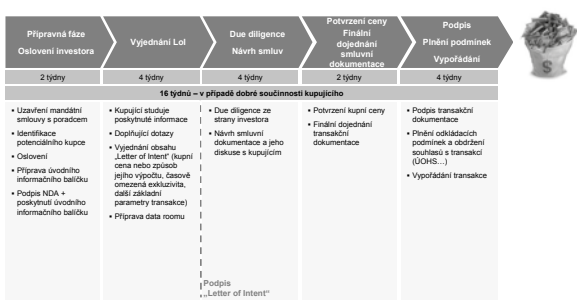 Přípravná fáze
Oslovení investora
Vyjednání LoI
Due diligence
Návrh smluv
Potvrzení ceny
Finální
dojednání
smluvní
dokumentace
Podpis
Plnění podmínek
Vypořádání
2 týdny
4 týdny
4 týdny
2 týdny
4 týdny
16 týdnů – v případě dobré součinnosti kupujícího
▪ Uzavření mandátní
smlouvy s poradcem
▪ Identifikace
potenciálního kupce
▪ Oslovení
▪ Příprava úvodního
informačního balíčku
▪ Podpis NDA +
poskytnutí úvodního
informačního balíčku
▪ Kupující studuje
poskytnuté informace
▪ Doplňující dotazy
▪ Vyjednání obsahu
„Letter of Intent“ (kupní
cena nebo způsob
jejího výpočtu, časově
omezená exkluzivita,
další základní
parametry transakce)
▪ Příprava data roomu
▪ Due diligence ze
strany investora
▪ Návrh smluvní
dokumentace a jeho
diskuse s kupujícím
Podpis
„Letter of Intent“
▪ Potvrzení kupní ceny
▪ Finální dojednání
transakční
dokumentace
▪ Podpis transakční
dokumentace
▪ Plnění odkládacích
podmínek a obdržení
souhlasů s transakcí
(ÚOHS…)
▪ Vypořádání transakce
$